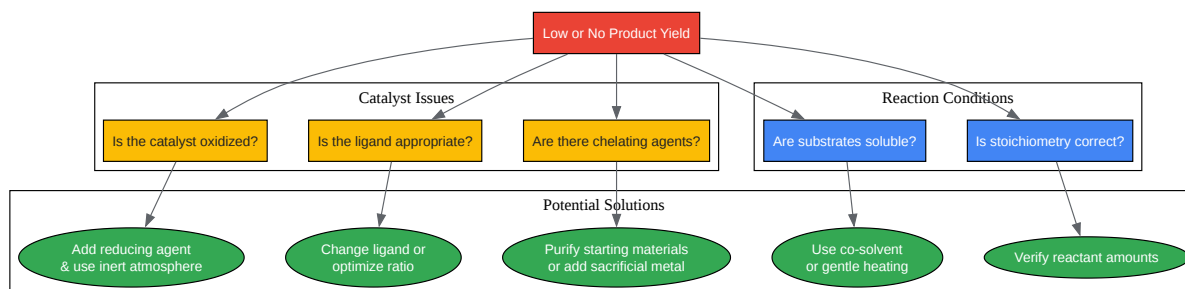 Low or No Product Yield
Catalyst Issues
Reaction Conditions
Is the catalyst oxidized?
Is the ligand appropriate?
Are there chelating agents?
Are substrates soluble?
Is stoichiometry correct?
Potential Solutions
Add reducing agent
& use inert atmosphere
Change ligand or
optimize ratio
Purify starting materials
or add sacrificial metal
Use co-solvent
or gentle heating
Verify reactant amounts